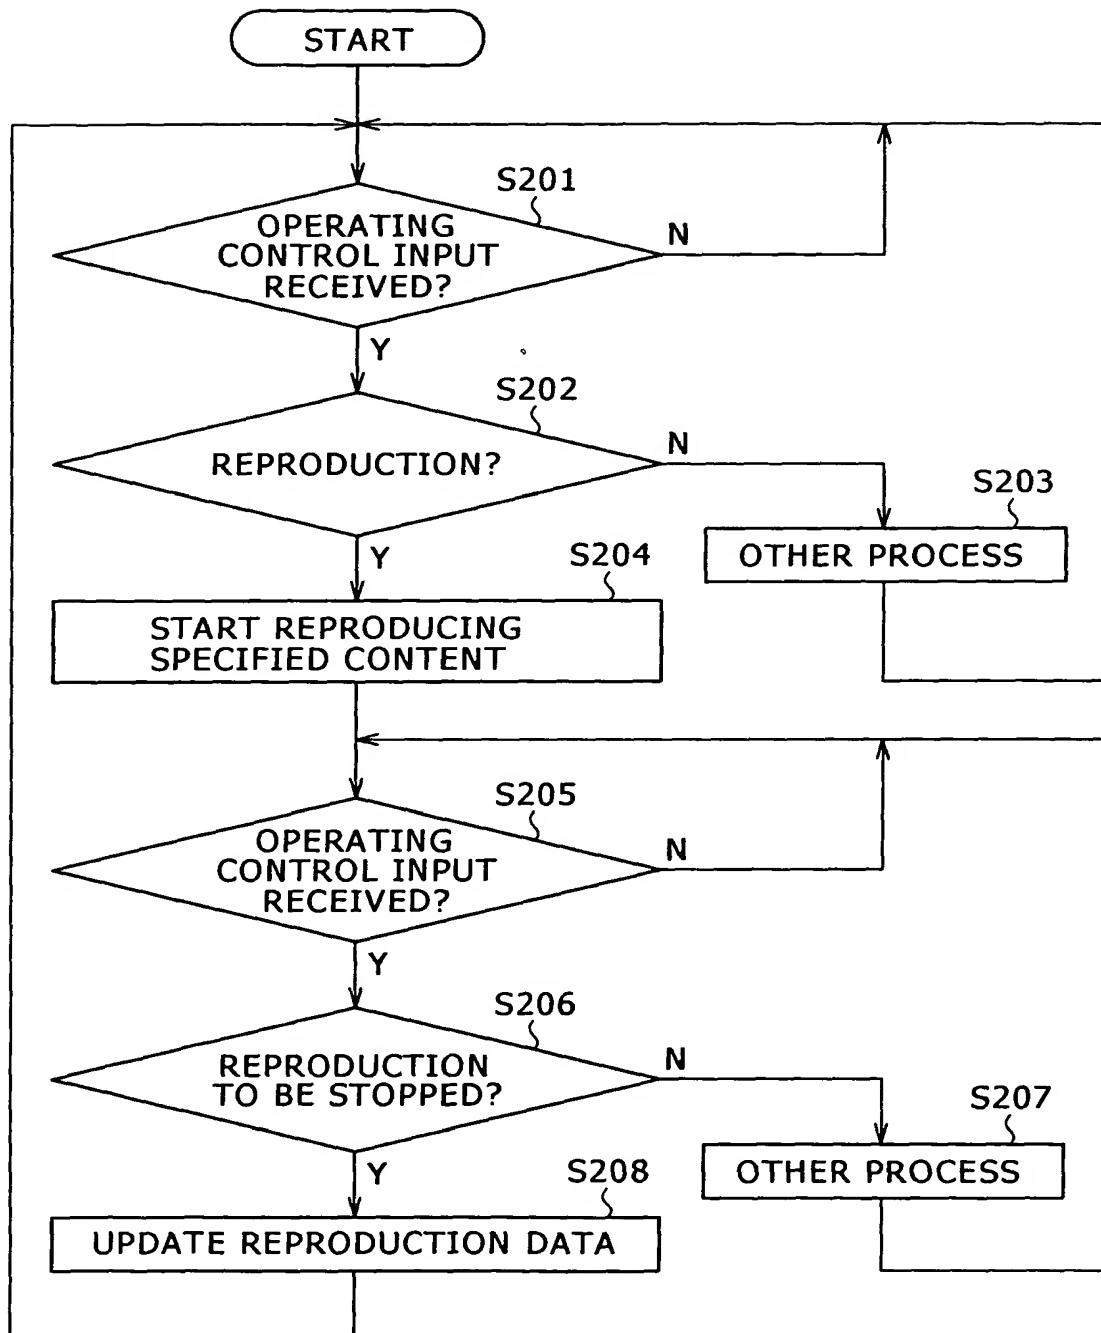 START
S201
OPERATING
CONTROL INPUT
RECEIVED?
N
Y
S202
REPRODUCTION?
N
S203
OTHER PROCESS
Y
S204
START REPRODUCING
SPECIFIED CONTENT
S205
OPERATING
CONTROL INPUT
RECEIVED?
N
Y
S206
REPRODUCTION
TO BE STOPPED?
N
S207
OTHER PROCESS
Y
S208
UPDATE REPRODUCTION DATA